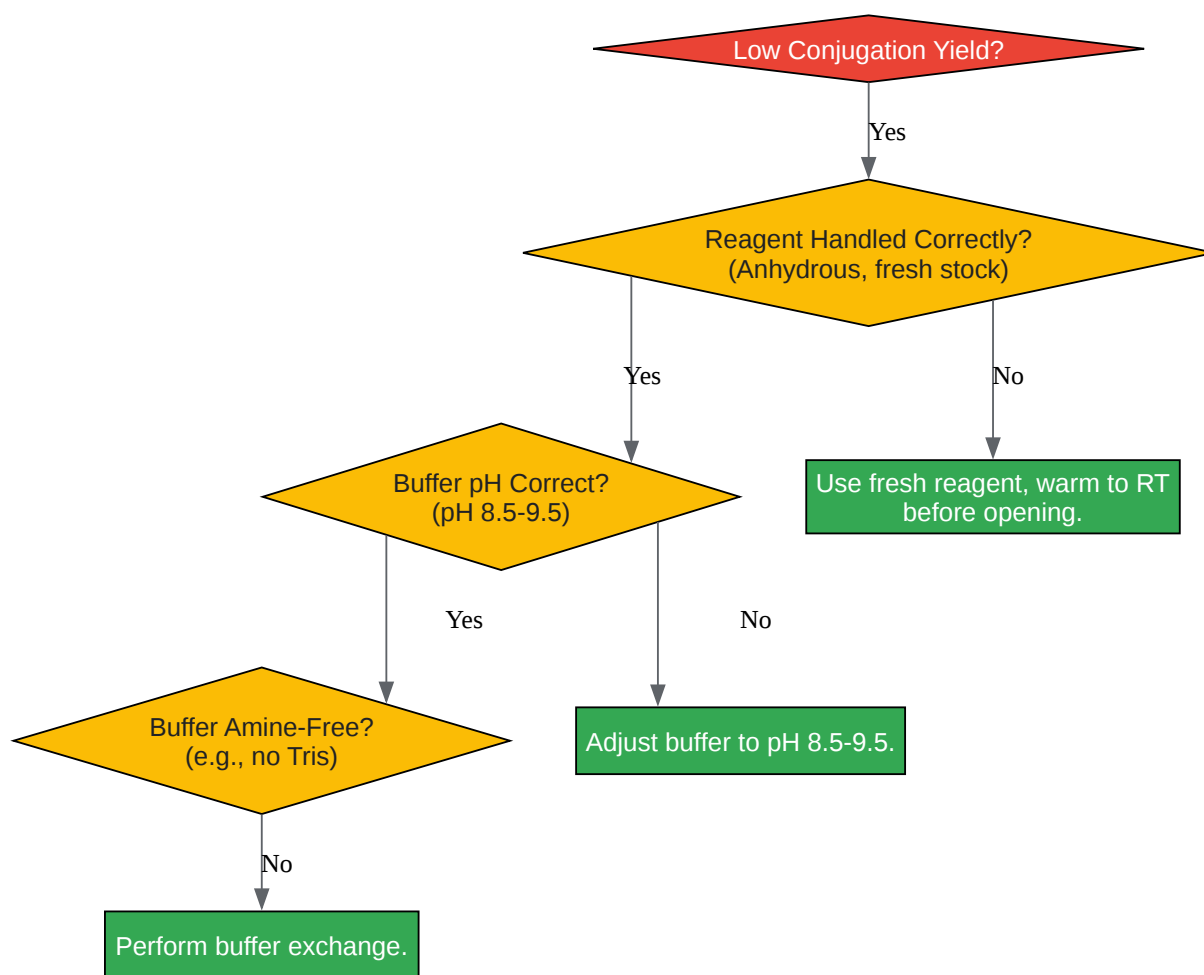 Low Conjugation Yield?
Yes
Reagent Handled Correctly?
(Anhydrous, fresh stock)
Yes
No
Buffer pH Correct?
(pH 8.5-9.5)
Use fresh reagent, warm to RT
before opening.
Yes
No
Buffer Amine-Free?
(e.g., no Tris)
Adjust buffer to pH 8.5-9.5.
No
Perform buffer exchange.